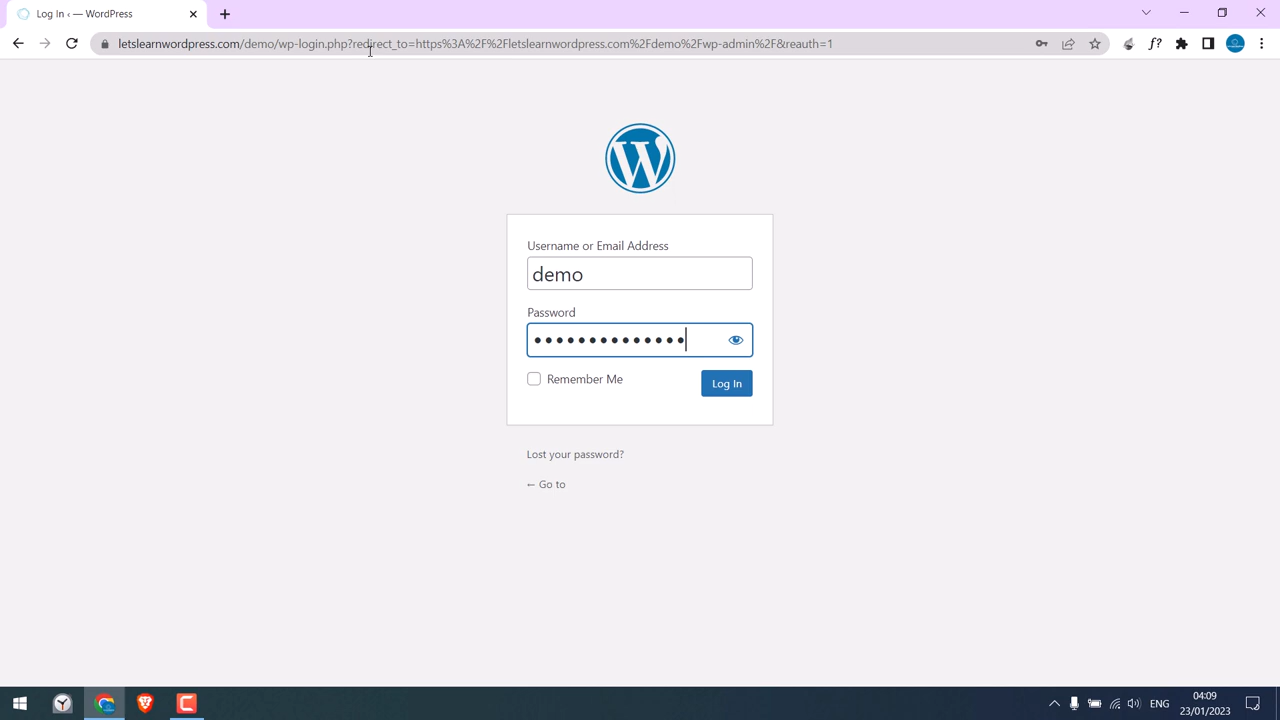 Log In ‹ — WordPress
letslearnwordpress.com/demo/wp-login.php?redirect_to=https%3A%2F%2Fletslearnwordpress.com%2Fdemo%2Fwp-admin%2F&reauth=1
f?
Username or Email Address
demo
Password
Remember Me
Log In
Lost your password?
← Go to
ENG
04:09
23/01/2023